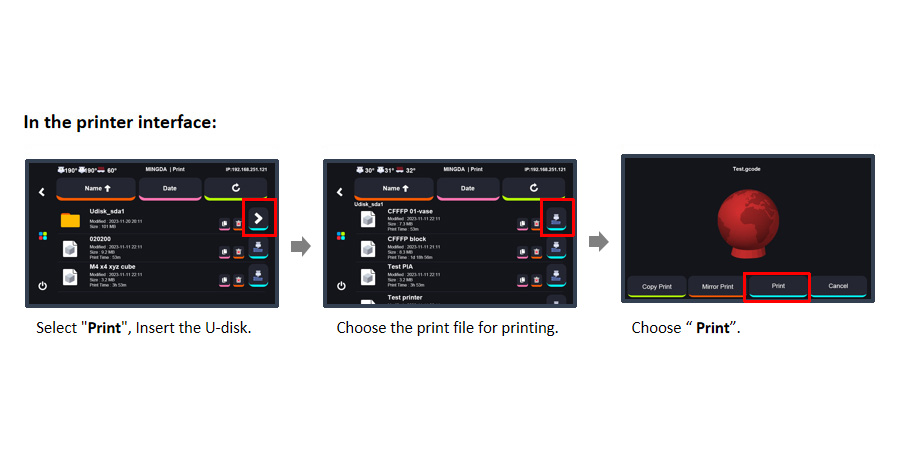 In the printer interface:
190° 190° 60° MINGDA | Print IP:192.168.251.121
Name Date
Udisk_sda1
Modified : 2023-11-20 20:11
Size : 101 MB
020200
Modified : 2023-11-11 22:11
Size : 9.2 MB
Print Time : 53m
M4 x4 xyz cube
Modified : 2023-11-11 22:11
Size : 3.2 MB
Print Time : 3h 53m
Select "Print", Insert the U-disk.
30° 31° 32° MINGDA | Print IP:192.168.251.121
Name Date
Udisk_sda1
CFFFP 01-vase
Modified : 2023-11-11 22:11
Size : 7.3 MB
Print Time : 53m
CFFFP block
Modified : 2023-11-11 22:11
Size : 9.2 MB
Print Time : 1d 18h 56m
Test PIA
Modified : 2023-11-11 22:11
Size : 3.2 MB
Print Time : 3h 53m
Test printer
Choose the print file for printing.
Test.gcode
Copy Print Mirror Print Print Cancel
Choose “ Print”.